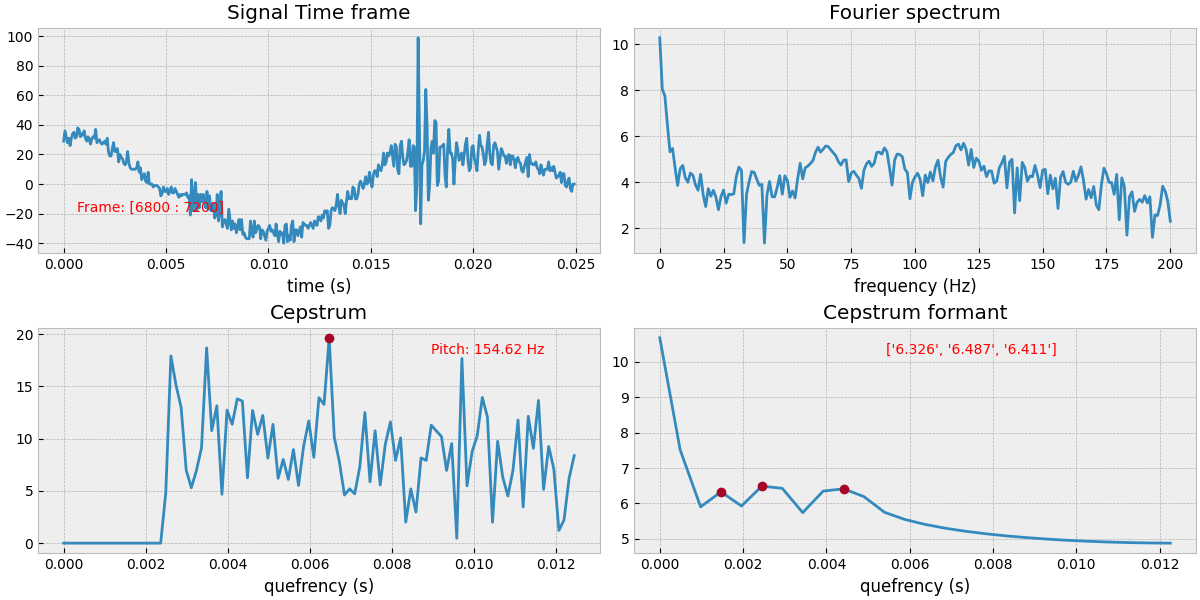 Signal Time frame
100
80
60
40
20
0
−20
−40
Frame: [6800 : 7200]
0.000 0.005 0.010 0.015 0.020 0.025
time (s)
Fourier spectrum
10
8
6
4
2
0 25 50 75 100 125 150 175 200
frequency (Hz)
Cepstrum
20
15
10
5
0
Pitch: 154.62 Hz
0.000 0.002 0.004 0.006 0.008 0.010 0.012
quefrency (s)
Cepstrum formant
['6.326', '6.487', '6.411']
10
9
8
7
6
5
0.000 0.002 0.004 0.006 0.008 0.010 0.012
quefrency (s)